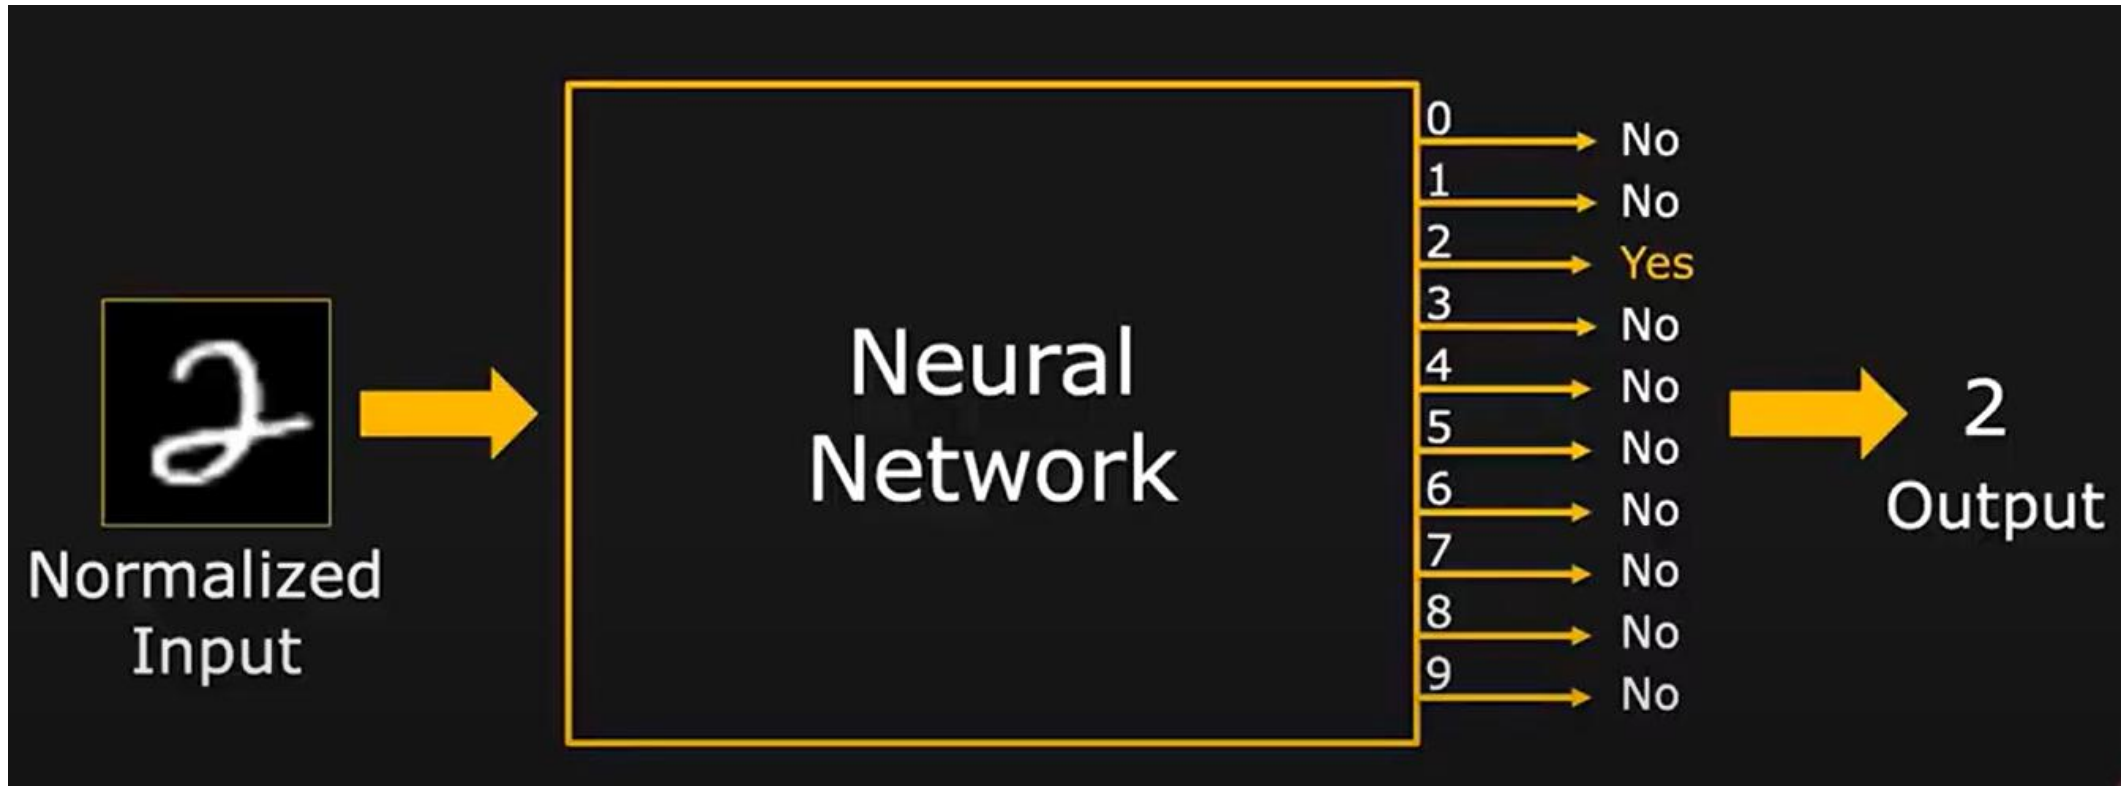 2
Normalized
Input
Neural
Network
0 No
1 No
2 Yes
3 No
4 No
5 No
6 No
7 No
8 No
9 No
2
Output